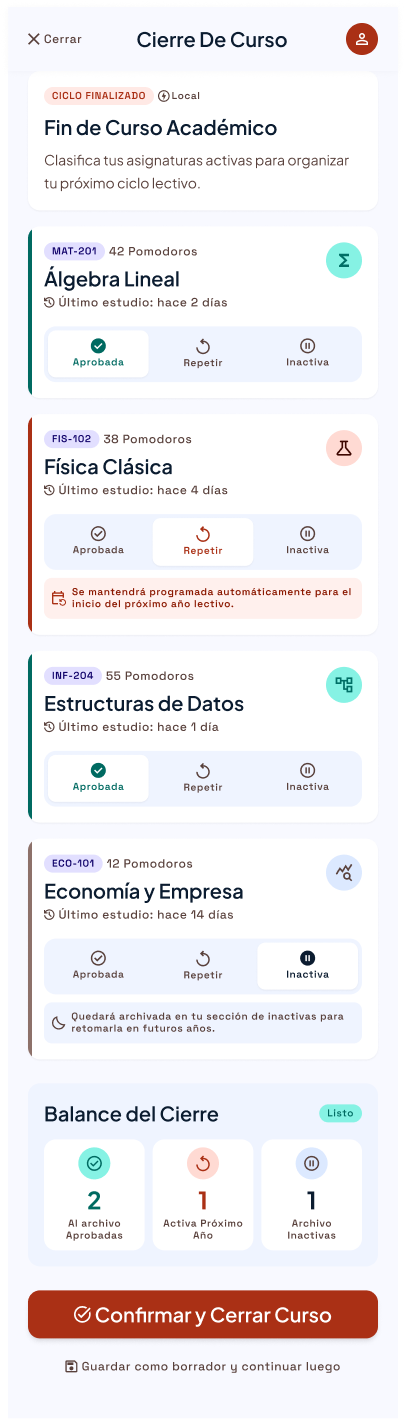 Cerrar
Cierre De Curso
CICLO FINALIZADO Local
Fin de Curso Académico
Clasifica tus asignaturas activas para organizar
tu próximo ciclo lectivo.
MAT-201 42 Pomodoros
Álgebra Lineal
Último estudio: hace 2 días
Aprobada Repetir Inactiva
FIS-102 38 Pomodoros
Física Clásica
Último estudio: hace 4 días
Aprobada Repetir Inactiva
Se mantendrá programada automáticamente para el
inicio del próximo año lectivo.
INF-204 55 Pomodoros
Estructuras de Datos
Último estudio: hace 1 día
Aprobada Repetir Inactiva
ECO-101 12 Pomodoros
Economía y Empresa
Último estudio: hace 14 días
Aprobada Repetir Inactiva
Quedará archivada en tu sección de inactivas para
retomarla en futuros años.
Balance del Cierre Listo
2 1 1
Al archivo Activa Próximo Archivo
Aprobadas Año Inactivas
Confirmar y Cerrar Curso
Guardar como borrador y continuar luego